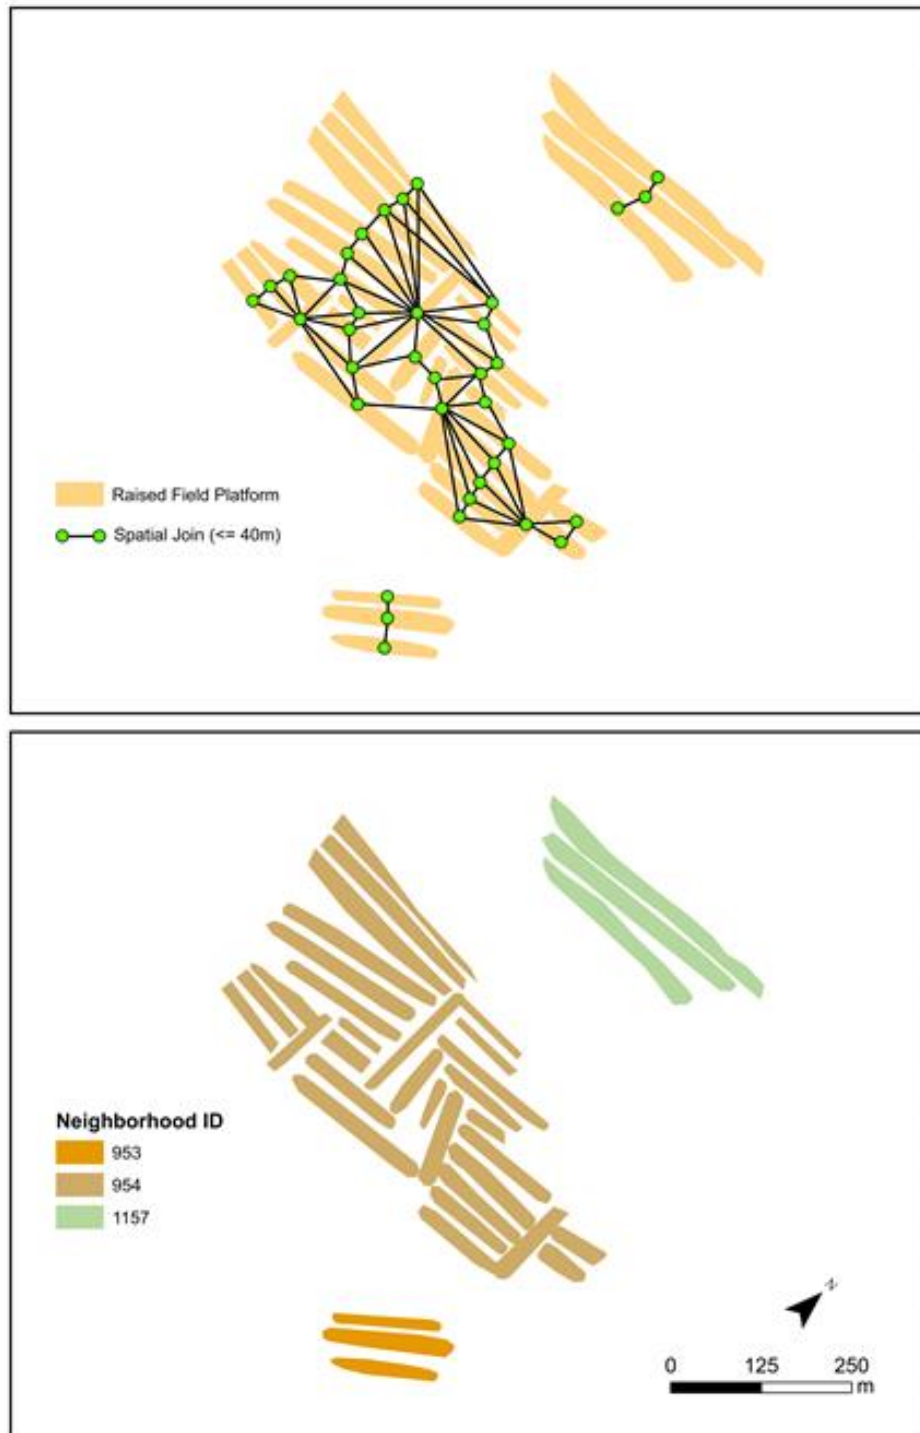 Raised Field Platform
Spatial Join (<= 40m)
Neighborhood ID
953
954
1157
N
0 125 250
m